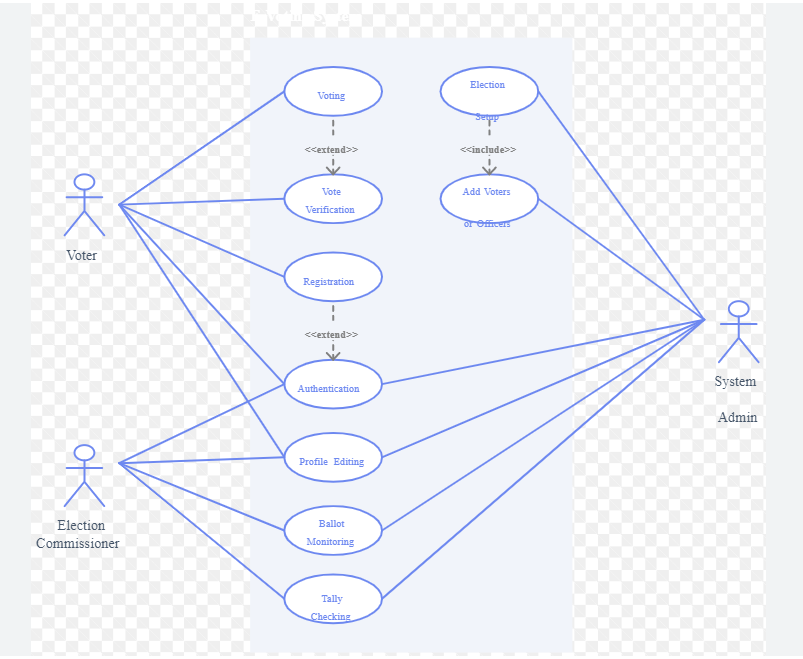 Voting
<<extend>>
Vote
Verification
Election
Setup
<<include>>
Add Voters
or Officers
Registration
<<extend>>
Authentication
Profile Editing
Ballot
Monitoring
Tally
Checking
Voter
Election
Commissioner
System
Admin